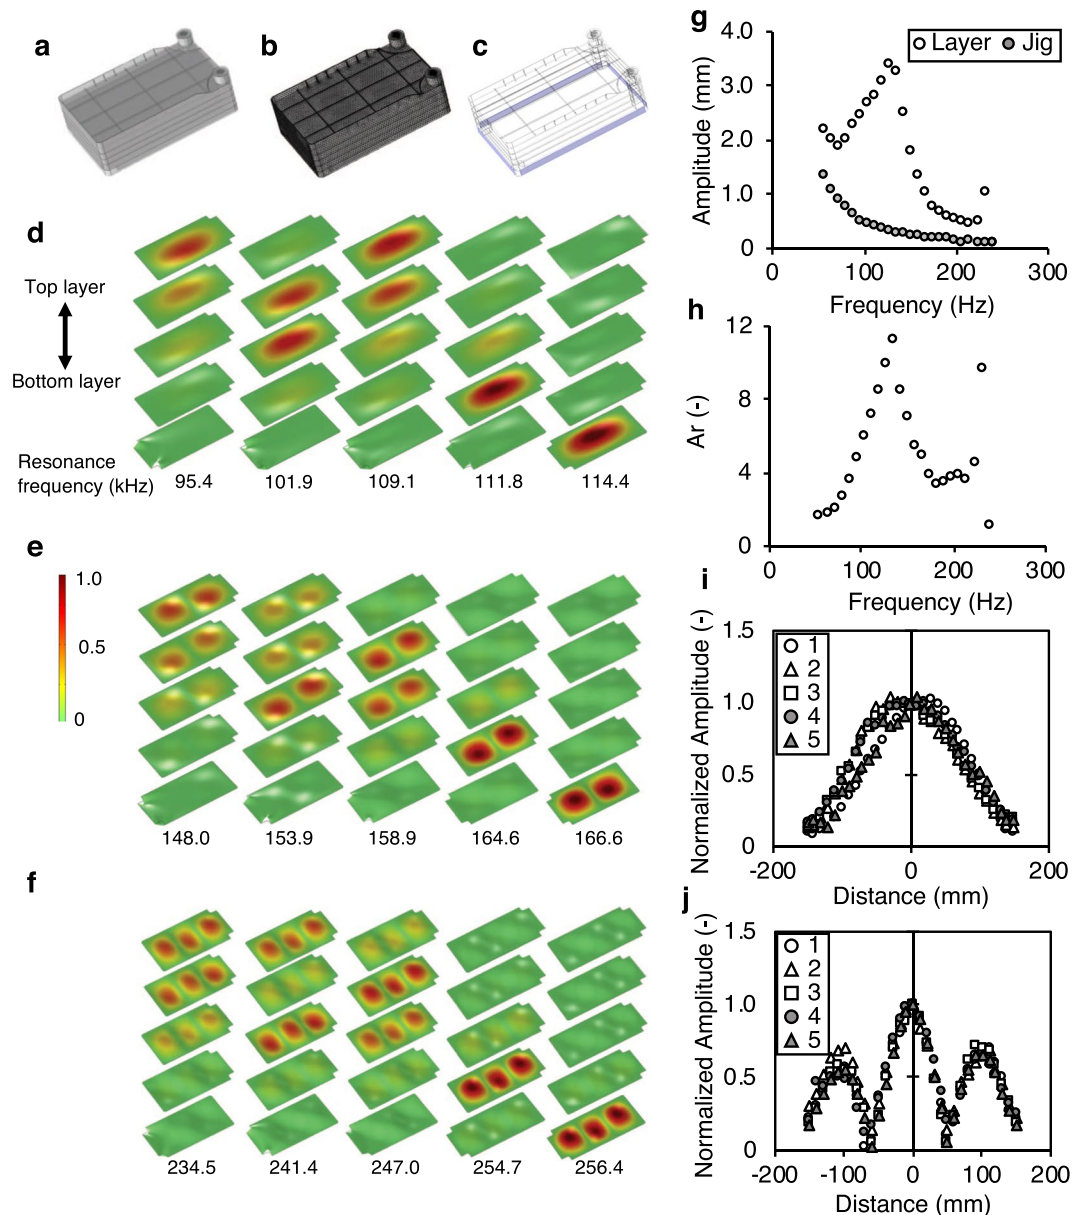 a
b
c
d
Top layer
Bottom layer
Resonance
frequency (kHz)
95.4 101.9 109.1 111.8 114.4
e
1.0
0.5
0
148.0 153.9 158.9 164.6 166.6
f
234.5 241.4 247.0 254.7 256.4
g
Layer Jig
Amplitude (mm)
4.0
3.0
2.0
1.0
0
0 100 200 300
Frequency (Hz)
h
Ar (-)
12
8
4
0
0 100 200 300
Frequency (Hz)
i
Normalized Amplitude (-)
1.5
1.0
0.5
0
1
2
3
4
5
-200 0 200
Distance (mm)
j
Normalized Amplitude (-)
1.5
1.0
0.5
0
1
2
3
4
5
-200 -100 0 100 200
Distance (mm)